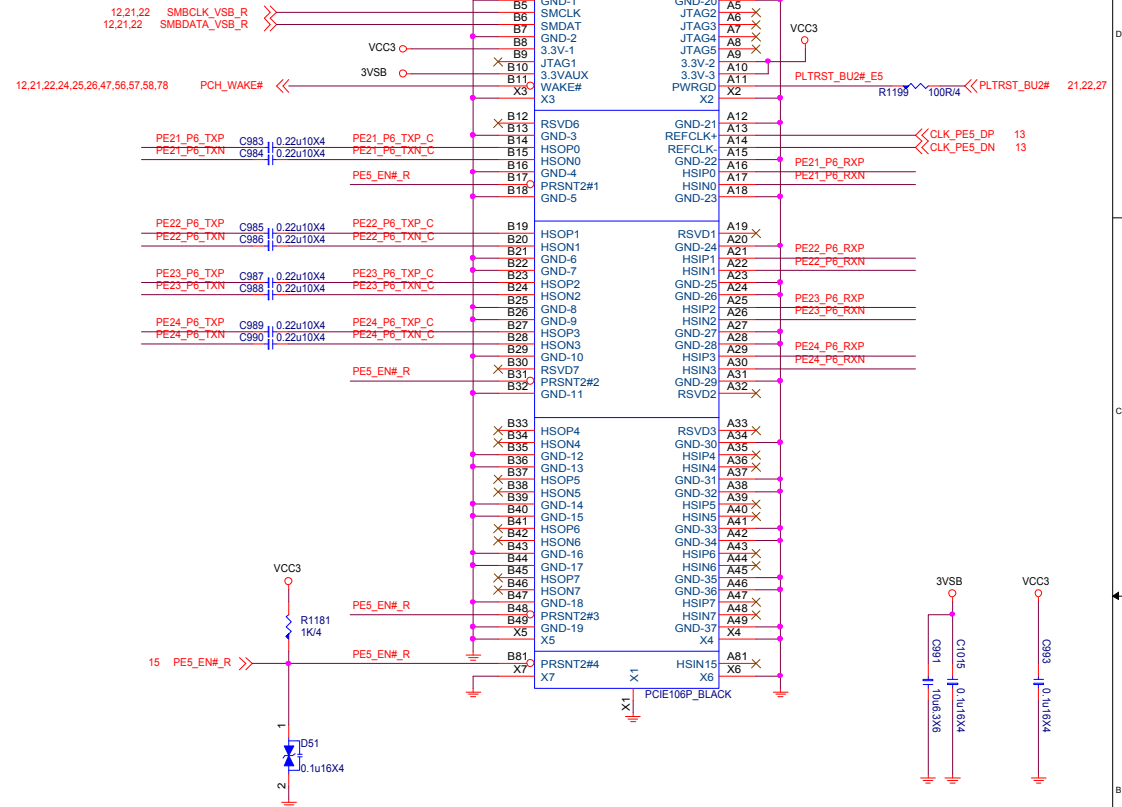 GND-1 GND-20
12,21,22 SMBCLK_VSB_R B5 SMCLK JTAG2 A5
12,21,22 SMBDATA_VSB_R B6 SMDAT JTAG3 A6
B7 GND-2 JTAG4 A7
VCC3 B8 3.3V-1 JTAG5 A8 VCC3
B9 JTAG1 3.3V-2 A9
3VSB B10 3.3VAUX 3.3V-3 A10
12,21,22,24,25,26,47,56,57,58,78 PCH_WAKE# B11 WAKE# PWRGD A11 PLTRST_BU2#_E5 R1199 100R/4 PLTRST_BU2# 21,22,27
X3 X3 X2 X2
B12 RSVD6 GND-21 A12
B13 GND-3 REFCLK+ A13 CLK_PE5_DP 13
PE21_P6_TXP C983 0.22u10X4 PE21_P6_TXP_C B14 HSOP0 REFCLK- A14 CLK_PE5_DN 13
PE21_P6_TXN C984 0.22u10X4 PE21_P6_TXN_C B15 HSON0 GND-22 A15
B16 GND-4 HSIP0 A16 PE21_P6_RXP
PE5_EN#_R B17 PRSNT2#1 HSIN0 A17 PE21_P6_RXN
B18 GND-5 GND-23 A18
PE22_P6_TXP C985 0.22u10X4 PE22_P6_TXP_C B19 HSOP1 RSVD1 A19
PE22_P6_TXN C986 0.22u10X4 PE22_P6_TXN_C B20 HSON1 GND-24 A20
B21 GND-6 HSIP1 A21 PE22_P6_RXP
B22 GND-7 HSIN1 A22 PE22_P6_RXN
PE23_P6_TXP C987 0.22u10X4 PE23_P6_TXP_C B23 HSOP2 GND-25 A23
PE23_P6_TXN C988 0.22u10X4 PE23_P6_TXN_C B24 HSON2 GND-26 A24
B25 GND-8 HSIP2 A25 PE23_P6_RXP
B26 GND-9 HSIN2 A26 PE23_P6_RXN
PE24_P6_TXP C989 0.22u10X4 PE24_P6_TXP_C B27 HSOP3 GND-27 A27
PE24_P6_TXN C990 0.22u10X4 PE24_P6_TXN_C B28 HSON3 GND-28 A28
B29 GND-10 HSIP3 A29 PE24_P6_RXP
B30 RSVD7 HSIN3 A30 PE24_P6_RXN
PE5_EN#_R B31 PRSNT2#2 GND-29 A31
B32 GND-11 RSVD2 A32
B33 HSOP4 RSVD3 A33
B34 HSON4 GND-30 A34
B35 GND-12 HSIP4 A35
B36 GND-13 HSIN4 A36
B37 HSOP5 GND-31 A37
B38 HSON5 GND-32 A38
B39 GND-14 HSIP5 A39
B40 GND-15 HSIN5 A40
B41 HSOP6 GND-33 A41
B42 HSON6 GND-34 A42
B43 GND-16 HSIP6 A43
B44 GND-17 HSIN6 A44
B45 HSOP7 GND-35 A45
B46 HSON7 GND-36 A46
B47 GND-18 HSIP7 A47
PE5_EN#_R B48 PRSNT2#3 HSIN7 A48
B49 GND-19 GND-37 A49
X5 X5 X4 X4
15 PE5_EN#_R PE5_EN#_R B81 PRSNT2#4 HSIN15 A81
X7 X7 X1 X6 X6
X1 PCIE106P_BLACK
VCC3
R1181
1K/4
1
D51
0.1u16X4
2
3VSB VCC3
C991 10u6.3X6
C1015 0.1u16X4
C993 0.1u16X4
D
C
B